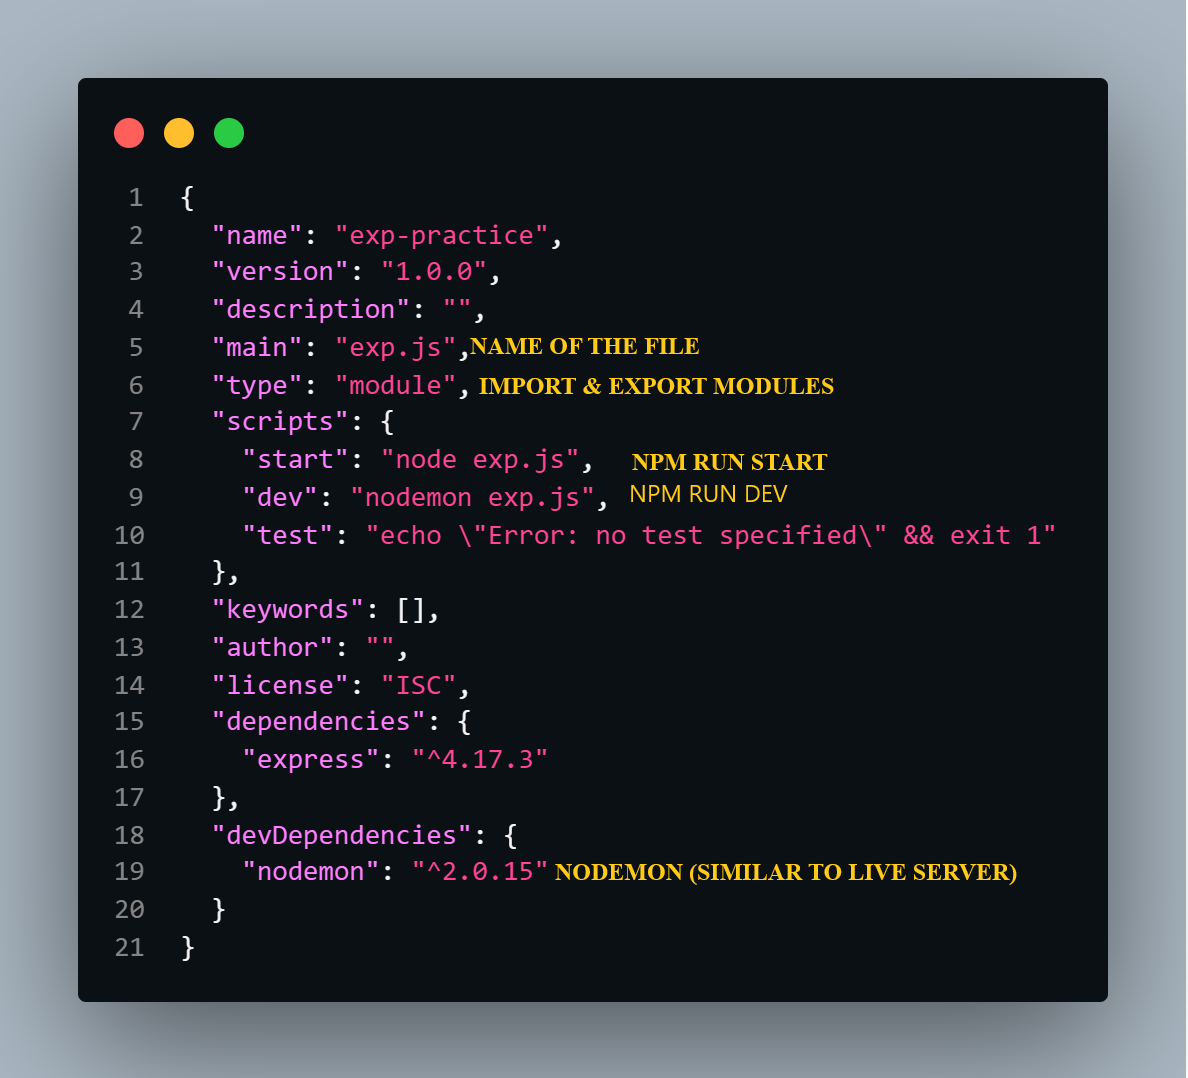 1 {
2   "name": "exp-practice",
3   "version": "1.0.0",
4   "description": "",
5   "main": "exp.js",NAME OF THE FILE
6   "type": "module", IMPORT & EXPORT MODULES
7   "scripts": {
8     "start": "node exp.js", NPM RUN START
9     "dev": "nodemon exp.js", NPM RUN DEV
10     "test": "echo \"Error: no test specified\" && exit 1"
11   },
12   "keywords": [],
13   "author": "",
14   "license": "ISC",
15   "dependencies": {
16     "express": "^4.17.3"
17   },
18   "devDependencies": {
19     "nodemon": "^2.0.15" NODEMON (SIMILAR TO LIVE SERVER)
20   }
21 }